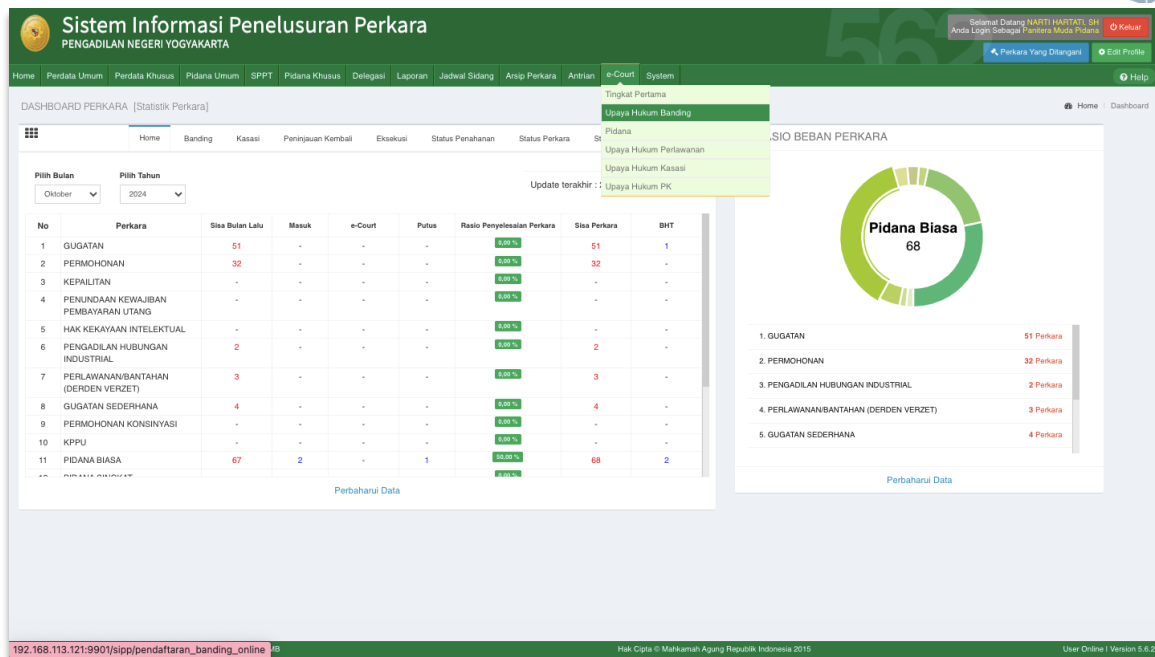 Sistem Informasi Penelusuran Perkara
PENGADILAN NEGERI YOGYAKARTA
562
Selamat Datang NARTI HARTATI, SH
Anda Login Sebagai Panitera Muda Pidana
Keluar
Perkara Yang Ditangani
Edit Profile
Home Perdata Umum Perdata Khusus Pidana Umum SPPT Pidana Khusus Delegasi Laporan Jadwal Sidang Arsip Perkara Antrian e-Court System
Help
Tingkat Pertama
Upaya Hukum Banding
Pidana
Upaya Hukum Perlawanan
Upaya Hukum Kasasi
Upaya Hukum PK
DASHBOARD PERKARA [Statistik Perkara]
Home / Dashboard
Home Banding Kasasi Peninjauan Kembali Eksekusi Status Penahanan Status Perkara
Pilih Bulan Pilih Tahun
Oktober 2024
Update terakhir :
No Perkara Sisa Bulan Lalu Masuk e-Court Putus Rasio Penyelesaian Perkara Sisa Perkara BHT
1 GUGATAN 51 - - - 0,00 % 51 1
2 PERMOHONAN 32 - - - 0,00 % 32 -
3 KEPAILITAN - - - - 0,00 % - -
4 PENUNDAAN KEWAJIBAN - - - - 0,00 % - -
PEMBAYARAN UTANG
5 HAK KEKAYAAN INTELEKTUAL - - - - 0,00 % - -
6 PENGADILAN HUBUNGAN 2 - - - 0,00 % 2 -
INDUSTRIAL
7 PERLAWANAN/BANTAHAN 3 - - - 0,00 % 3 -
(DERDEN VERZET)
8 GUGATAN SEDERHANA 4 - - - 0,00 % 4 -
9 PERMOHONAN KONSINYASI - - - - 0,00 % - -
10 KPPU - - - - 0,00 % - -
11 PIDANA BIASA 67 2 - 1 50,00 % 68 2
Perbaharui Data
BEBAN PERKARA
Pidana Biasa
68
1. GUGATAN 51 Perkara
2. PERMOHONAN 32 Perkara
3. PENGADILAN HUBUNGAN INDUSTRIAL 2 Perkara
4. PERLAWANAN/BANTAHAN (DERDEN VERZET) 3 Perkara
5. GUGATAN SEDERHANA 4 Perkara
Perbaharui Data
192.168.113.121:9901/sipp/pendaftaran_banding_online
Hak Cipta © Mahkamah Agung Republik Indonesia 2015
User Online | Version 5.6.2